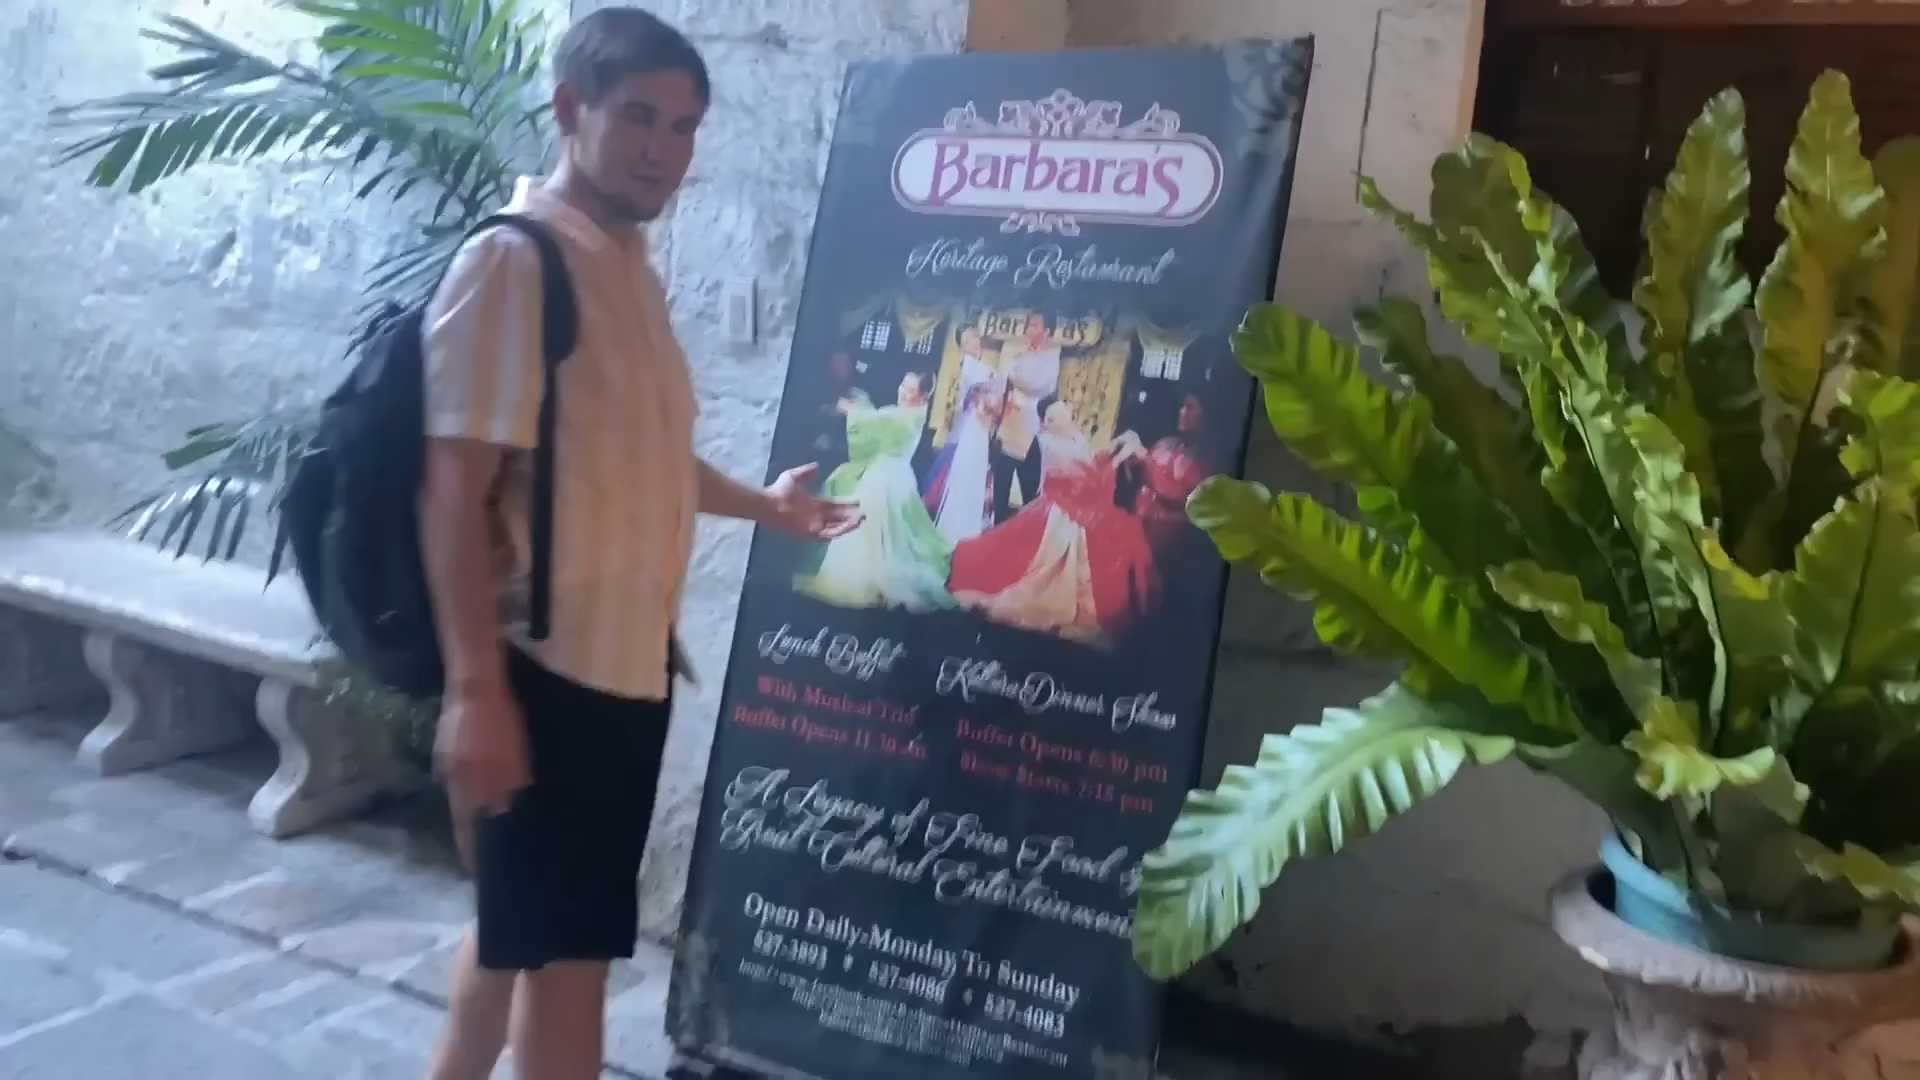 Barbara's
Heritage Restaurant
Barbara's
Lunch Buffet
With Musical Trio
Buffet Opens 11:30 am
Kultura Dinner Show
Buffet Opens 6:30 pm
Show Starts 7:15 pm
A Legacy of Fine Food &
Great Cultural Entertainment
Open Daily-Monday To Sunday
527-3893 • 527-4086 • 527-4083